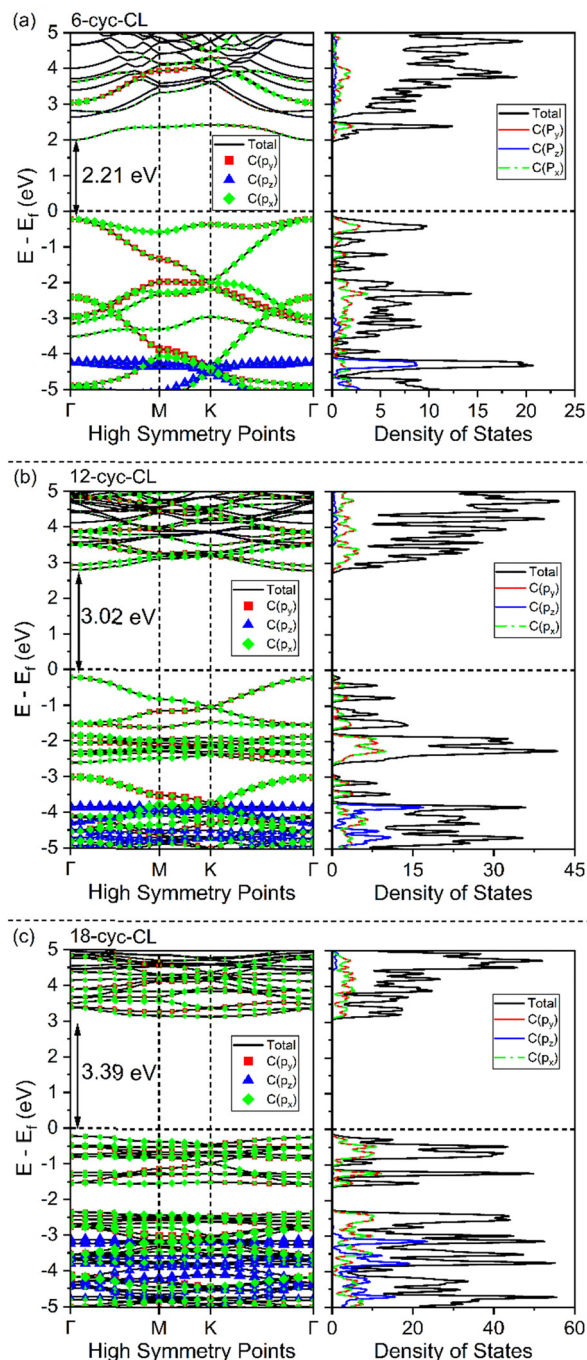 (a) 6-cyc-CL
5
4
3
2
1
0
-1
-2
-3
-4
-5
E - E_f (eV)
2.21 eV
Total
C(p_y)
C(p_z)
C(p_x)
Γ M K Γ
High Symmetry Points
Total
C(p_y)
C(p_z)
C(P_x)
0 5 10 15 20 25
Density of States
(b) 12-cyc-CL
5
4
3
2
1
0
-1
-2
-3
-4
-5
E - E_f (eV)
3.02 eV
Total
C(p_y)
C(p_z)
C(p_x)
Γ M K Γ
High Symmetry Points
Total
C(p_y)
C(p_z)
C(p_x)
0 15 30 45
Density of States
(c) 18-cyc-CL
5
4
3
2
1
0
-1
-2
-3
-4
-5
E - E_f (eV)
3.39 eV
Total
C(p_y)
C(p_z)
C(p_x)
Γ M K Γ
High Symmetry Points
Total
C(p_y)
C(p_z)
C(p_x)
0 10 20 30 40 50 60
Density of States